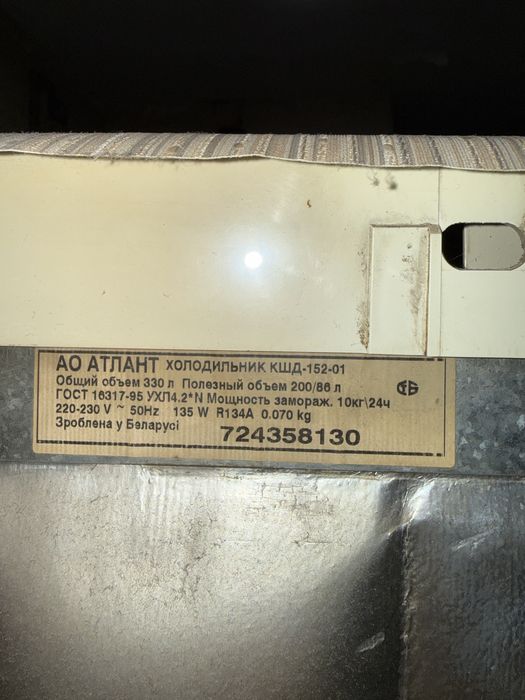 АО АТЛАНТ ХОЛОДИЛЬНИК КШД-152-01
Общий объем 330 л Полезный объем 200/86 л
ГОСТ 16317-95 УХЛ4.2*N Мощность замораж. 10кг\24ч
220-230 V ~ 50Hz 135 W R134A 0.070 kg
Зроблена у Беларусі 724358130